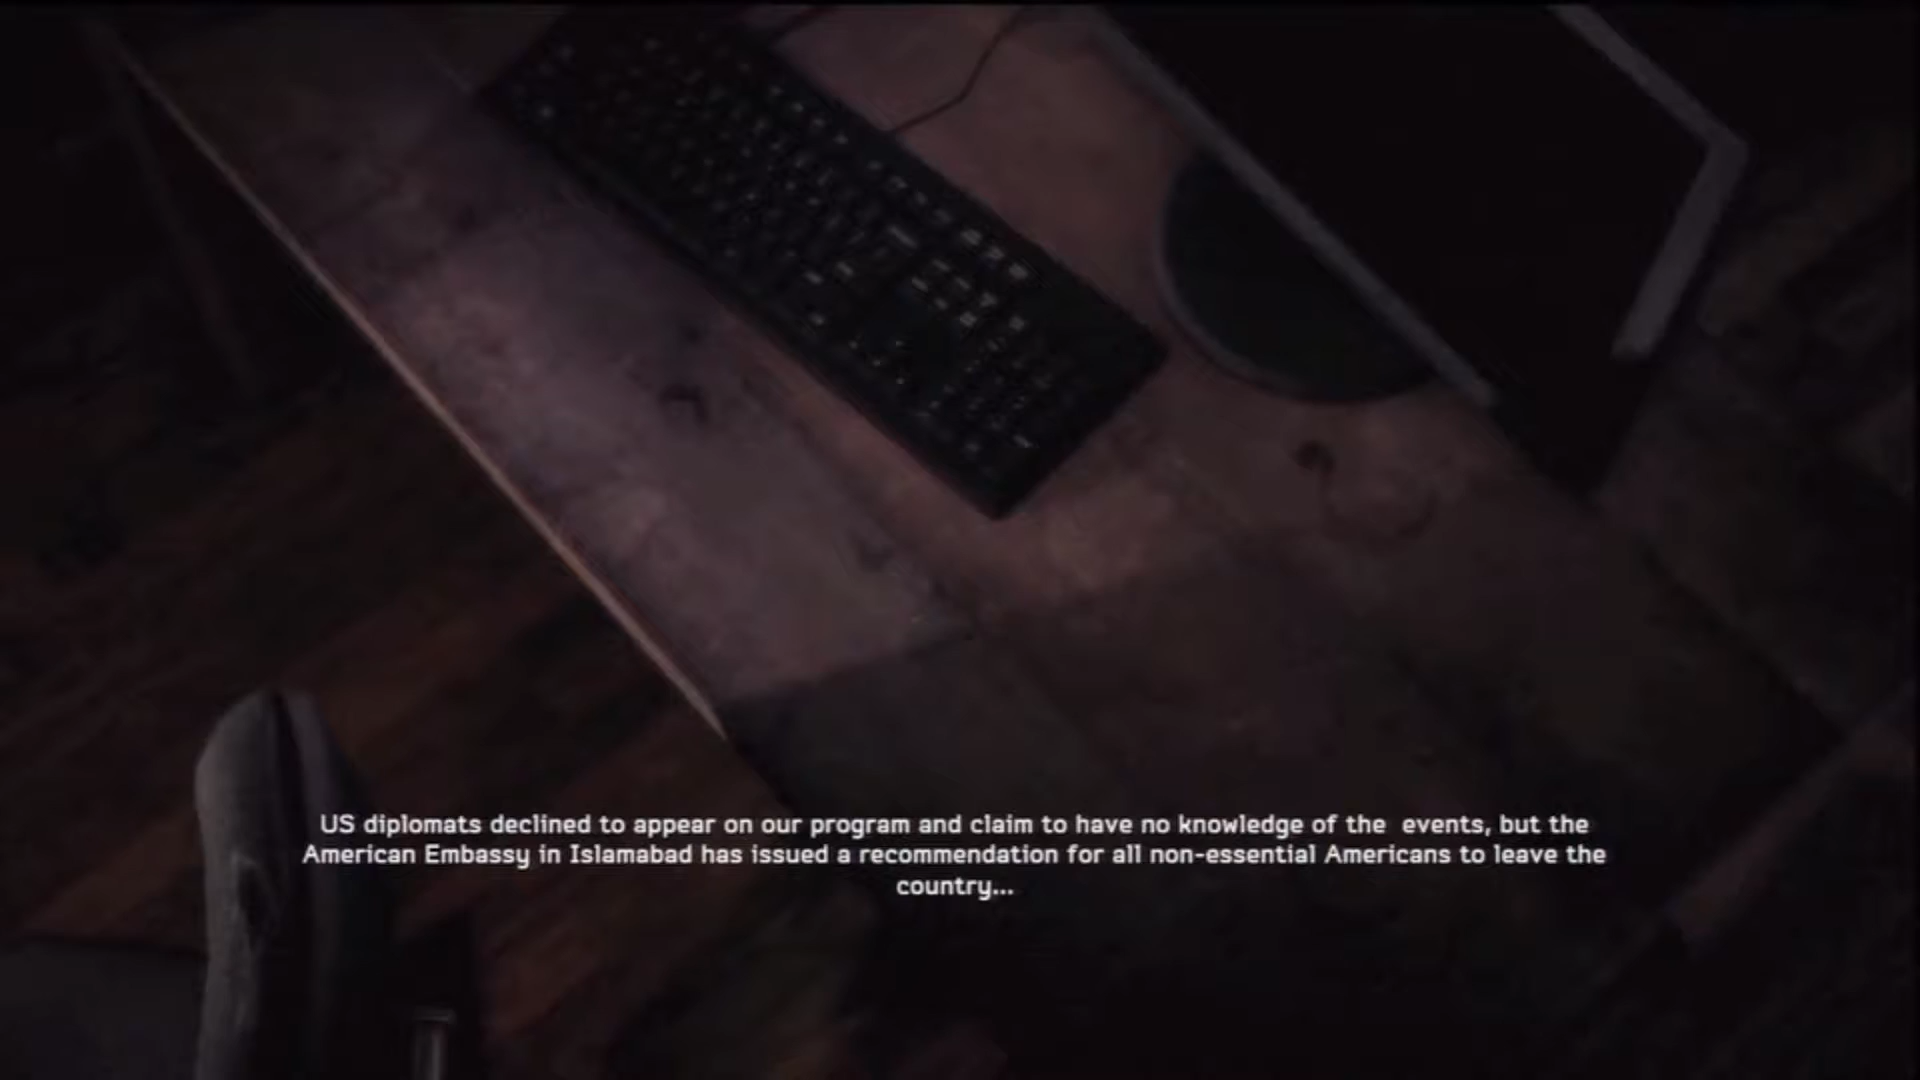 US diplomats declined to appear on our program and claim to have no knowledge of the  events, but the
American Embassy in Islamabad has issued a recommendation for all non-essential Americans to leave the
country...